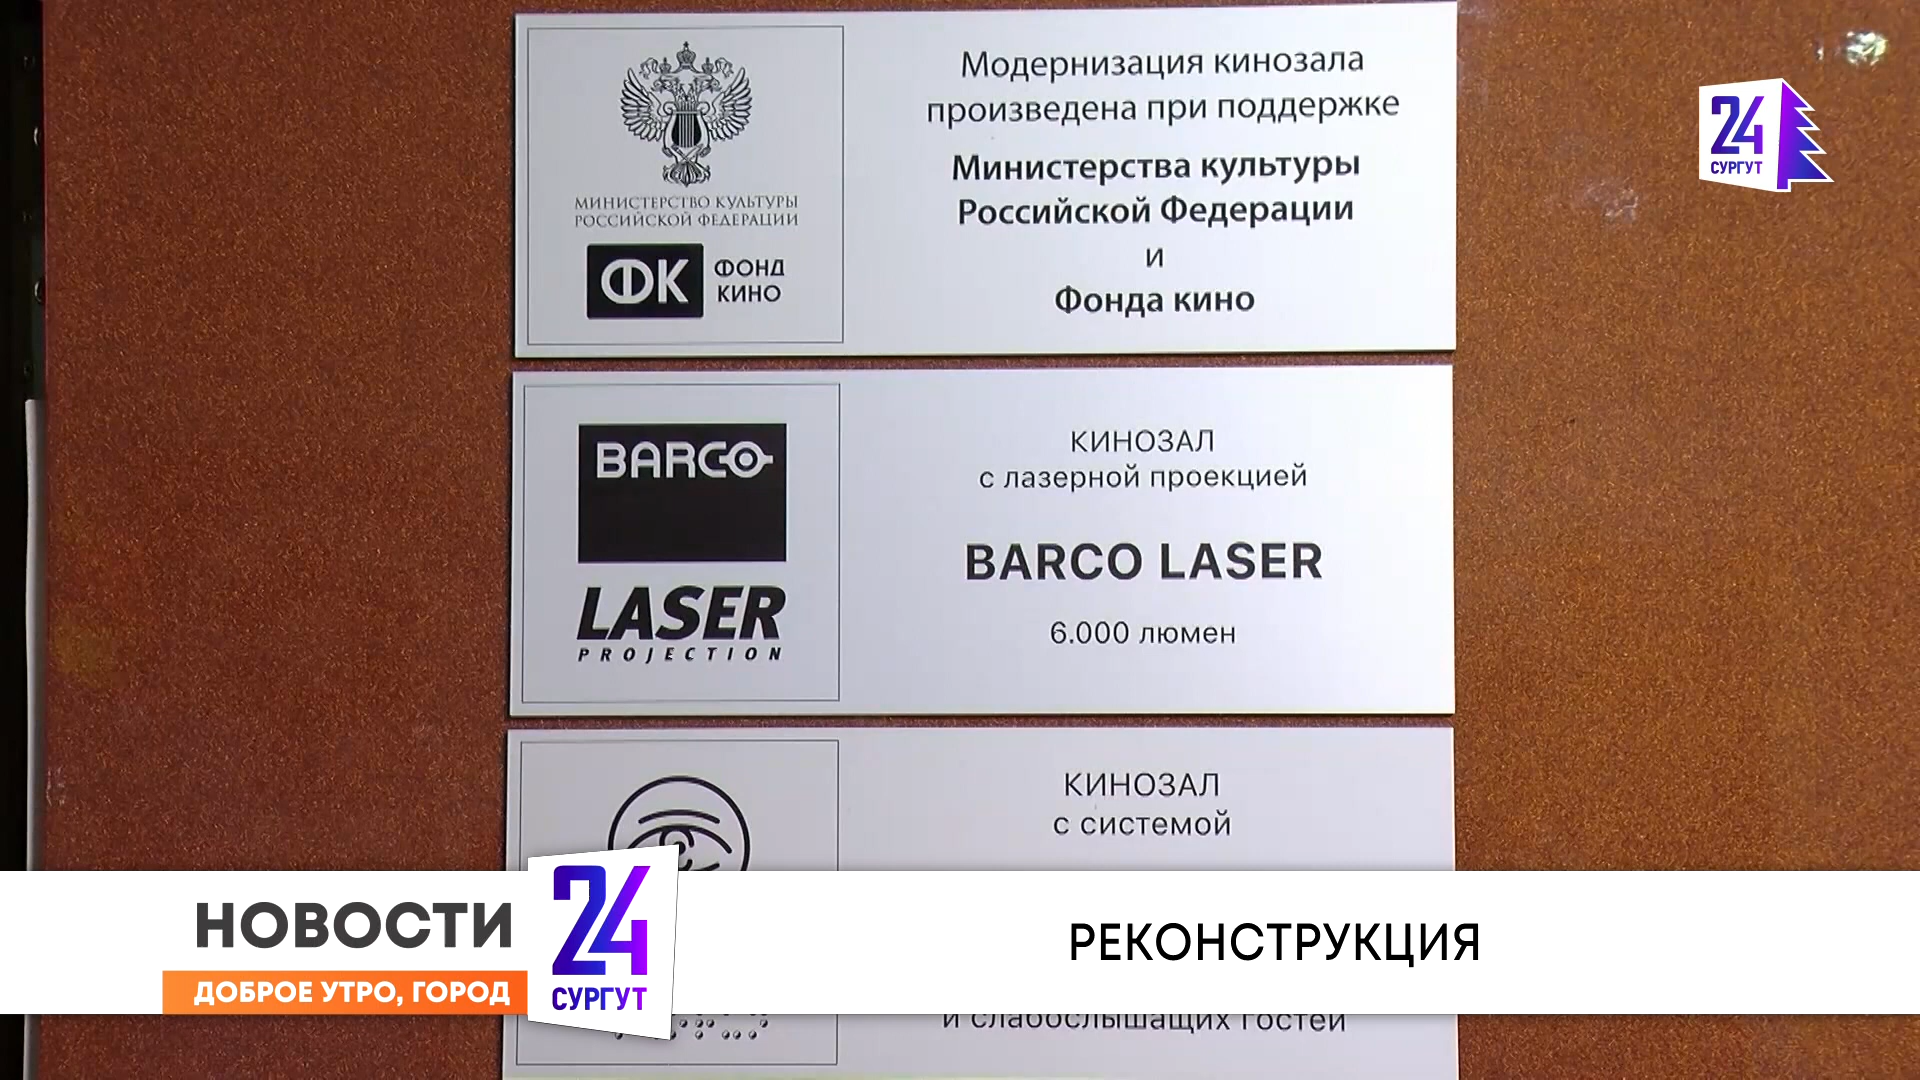 МИНИСТЕРСТВО КУЛЬТУРЫ
РОССИЙСКОЙ ФЕДЕРАЦИИ
ФК ФОНД
КИНО
Модернизация кинозала
произведена при поддержке
Министерства культуры
Российской Федерации
и
Фонда кино
24
СУРГУТ
BARCO
LASER
PROJECTION
КИНОЗАЛ
с лазерной проекцией
BARCO LASER
6.000 люмен
КИНОЗАЛ
с системой
и слабослышащих гостей
НОВОСТИ
ДОБРОЕ УТРО, ГОРОД
24
СУРГУТ
РЕКОНСТРУКЦИЯ